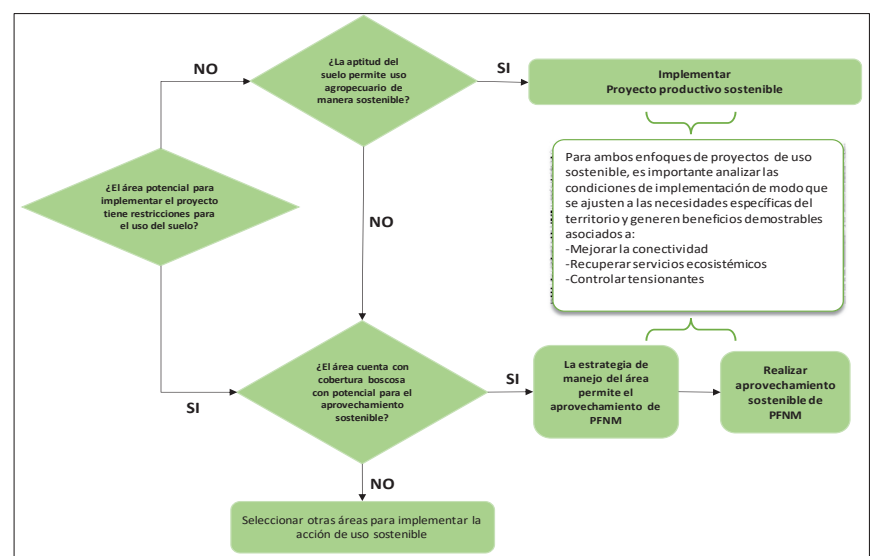 ¿La aptitud del
suelo permite uso
agropecuario de
manera sostenible?
NO
SI
Implementar
Proyecto productivo sostenible
¿El área potencial para
implementar el proyecto
tiene restricciones para
el uso del suelo?
Para ambos enfoques de proyectos de uso
sostenible, es importante analizar las
condiciones de implementación de modo que
se ajusten a las necesidades específicas del
territorio y generen beneficios demostrables
asociados a:
-Mejorar la conectividad
-Recuperar servicios ecosistémicos
-Controlar tensionantes
NO
¿El área cuenta con
cobertura boscosa
con potencial para el
aprovechamiento
sostenible?
SI
SI
La estrategia de
manejo del área
permite el
aprovechamiento de
PFNM
Realizar
aprovechamiento
sostenible de
PFNM
NO
Seleccionar otras áreas para implementar la
acción de uso sostenible